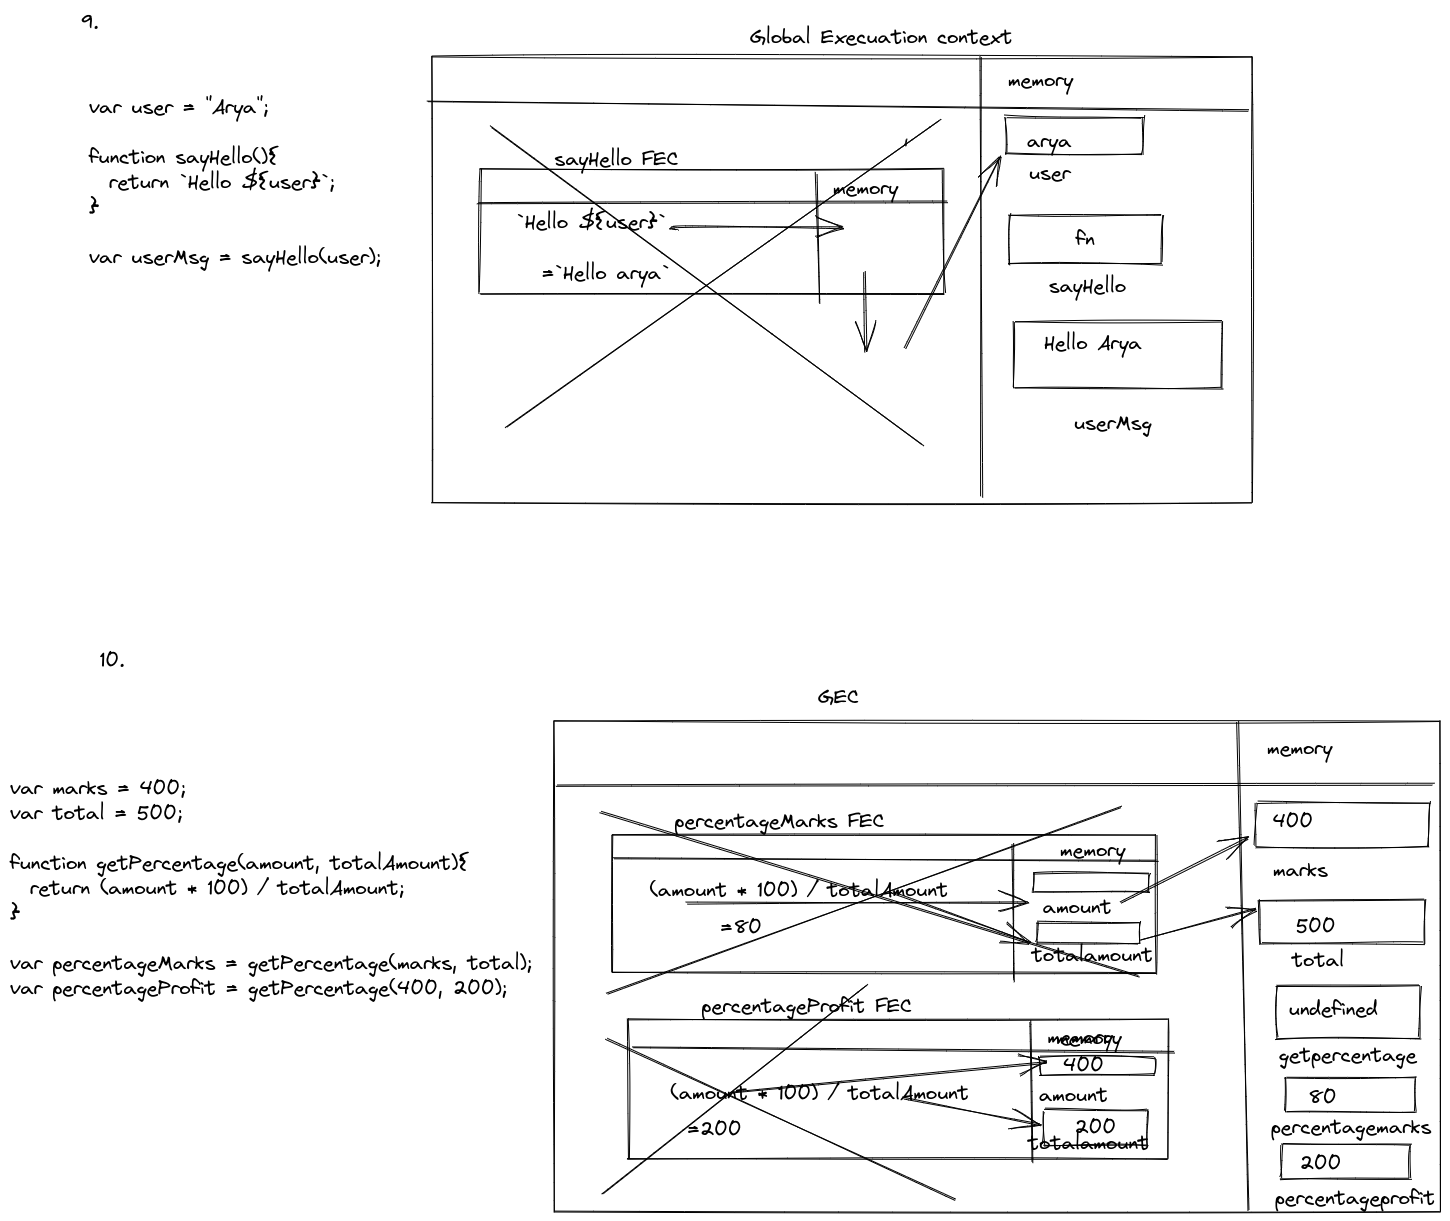 9.
Global Execuation context
memory
var user = "Arya";
function sayHello(){
return `Hello ${user}`;
}
var userMsg = sayHello(user);
sayHello FEC
memory
`Hello ${user}`
=`Hello arya`
arya
user
fn
sayHello
Hello Arya
userMsg
10.
GEC
memory
var marks = 400;
var total = 500;
function getPercentage(amount, totalAmount){
return (amount * 100) / totalAmount;
}
var percentageMarks = getPercentage(marks, total);
var percentageProfit = getPercentage(400, 200);
percentageMarks FEC
memory
(amount * 100) / totalAmount
=80
amount
totalamount
percentageProfit FEC
memory
400
(amount * 100) / totalAmount
=200
amount
200
totalamount
400
marks
500
total
undefined
getpercentage
80
percentagemarks
200
percentageprofit